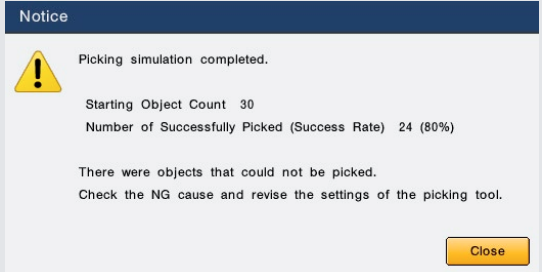 Notice
Picking simulation completed.
Starting Object Count 30
Number of Successfully Picked (Success Rate) 24 (80%)
There were objects that could not be picked.
Check the NG cause and revise the settings of the picking tool.
Close